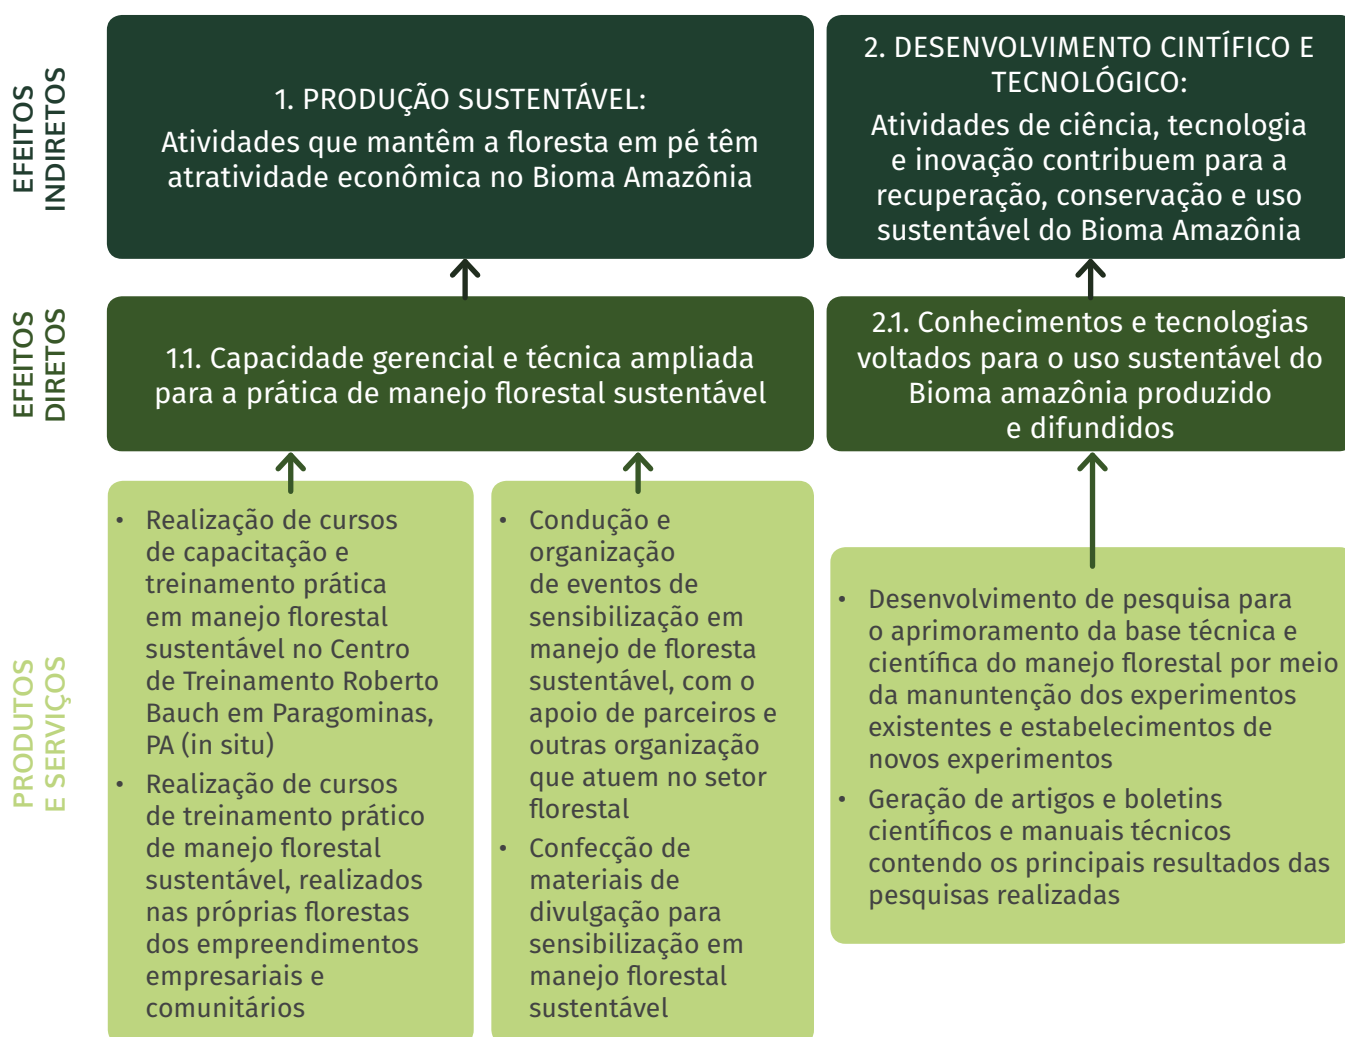 EFEITOS
INDIRETOS
1. PRODUÇÃO SUSTENTÁVEL:
Atividades que mantêm a floresta em pé têm
atratividade econômica no Bioma Amazônia
2. DESENVOLVIMENTO CINTÍFICO E
TECNOLÓGICO:
Atividades de ciência, tecnologia
e inovação contribuem para a
recuperação, conservação e uso
sustentável do Bioma Amazônia
EFEITOS
DIRETOS
1.1. Capacidade gerencial e técnica ampliada
para a prática de manejo florestal sustentável
2.1. Conhecimentos e tecnologias
voltados para o uso sustentável do
Bioma amazônia produzido
e difundidos
PRODUTOS
E SERVIÇOS
• Realização de cursos
de capacitação e
treinamento prática
em manejo florestal
sustentável no Centro
de Treinamento Roberto
Bauch em Paragominas,
PA (in situ)
• Realização de cursos
de treinamento prático
de manejo florestal
sustentável, realizados
nas próprias florestas
dos empreendimentos
empresariais e
comunitários
• Condução e
organização
de eventos de
sensibilização em
manejo de floresta
sustentável, com o
apoio de parceiros e
outras organização
que atuem no setor
florestal
• Confecção de
materiais de
divulgação para
sensibilização em
manejo florestal
sustentável
• Desenvolvimento de pesquisa para
o aprimoramento da base técnica e
científica do manejo florestal por meio
da manuntenção dos experimentos
existentes e estabelecimentos de
novos experimentos
• Geração de artigos e boletins
científicos e manuais técnicos
contendo os principais resultados das
pesquisas realizadas